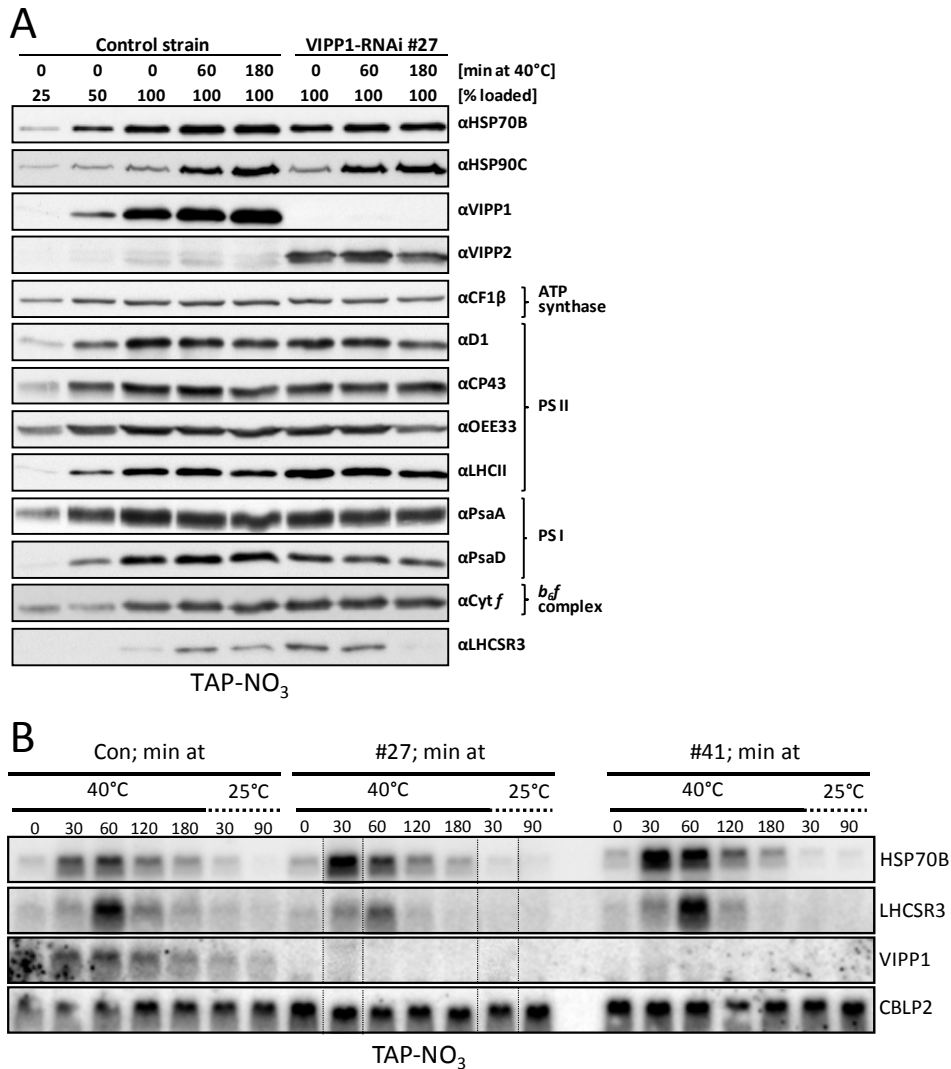 A
Control strain VIPP1-RNAi #27
0 0 0 60 180 0 60 180 [min at 40°C]
25 50 100 100 100 100 100 100 [% loaded]
αHSP70B
αHSP90C
αVIPP1
αVIPP2
αCF1β ATP synthase
αD1
αCP43
PS II
αOEE33
αLHCII
αPsaA
PS I
αPsaD
αCyt f b₆f complex
αLHCSR3
TAP-NO₃
B
Con; min at #27; min at #41; min at
40°C 25°C 40°C 25°C 40°C 25°C
0 30 60 120 180 30 90 0 30 60 120 180 30 90 0 30 60 120 180 30 90
HSP70B
LHCSR3
VIPP1
CBLP2
TAP-NO₃